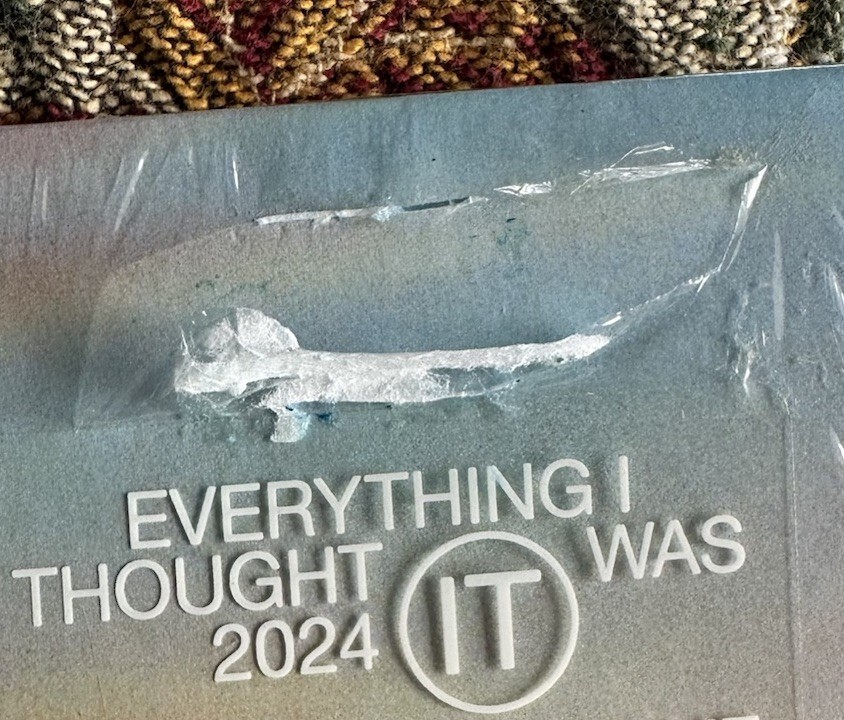 EVERYTHING I
THOUGHT IT WAS
2024